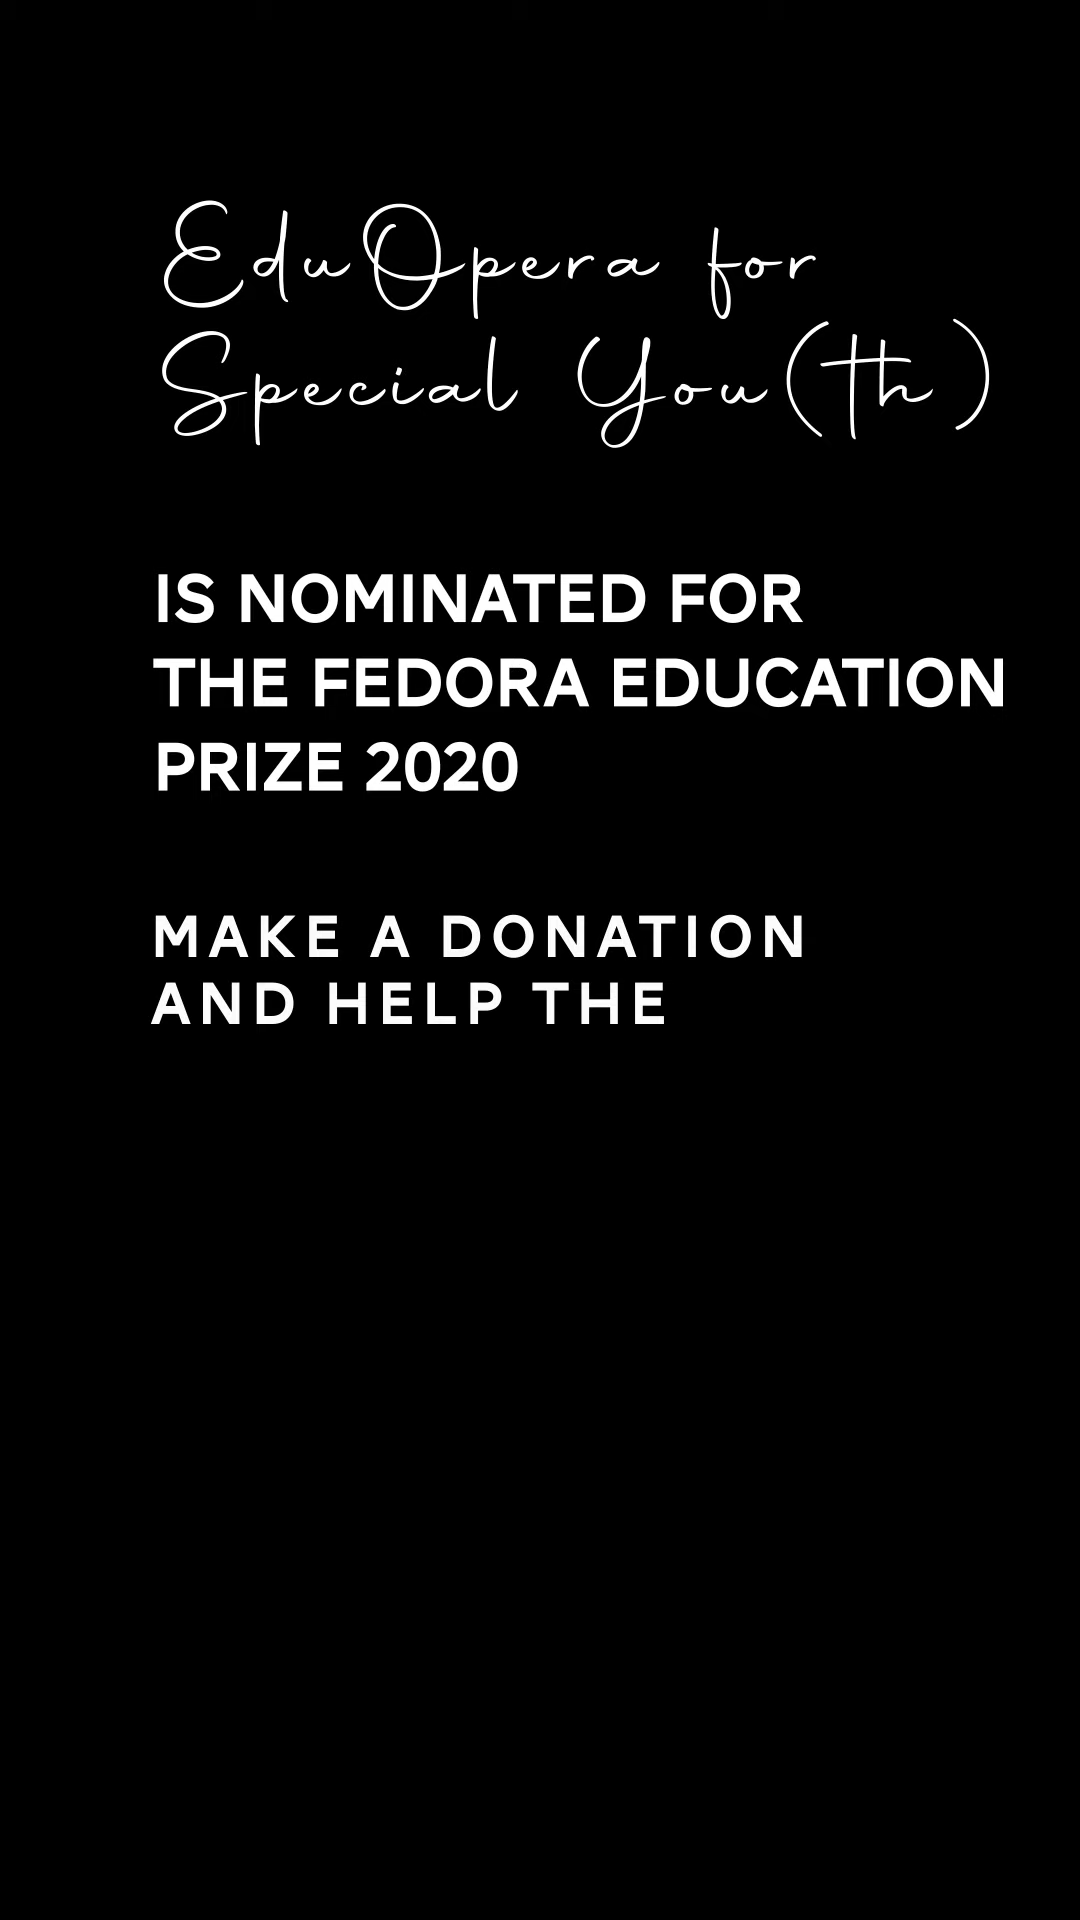 EduOpera for
Special You(th)
IS NOMINATED FOR
THE FEDORA EDUCATION
PRIZE 2020
MAKE A DONATION
AND HELP THE